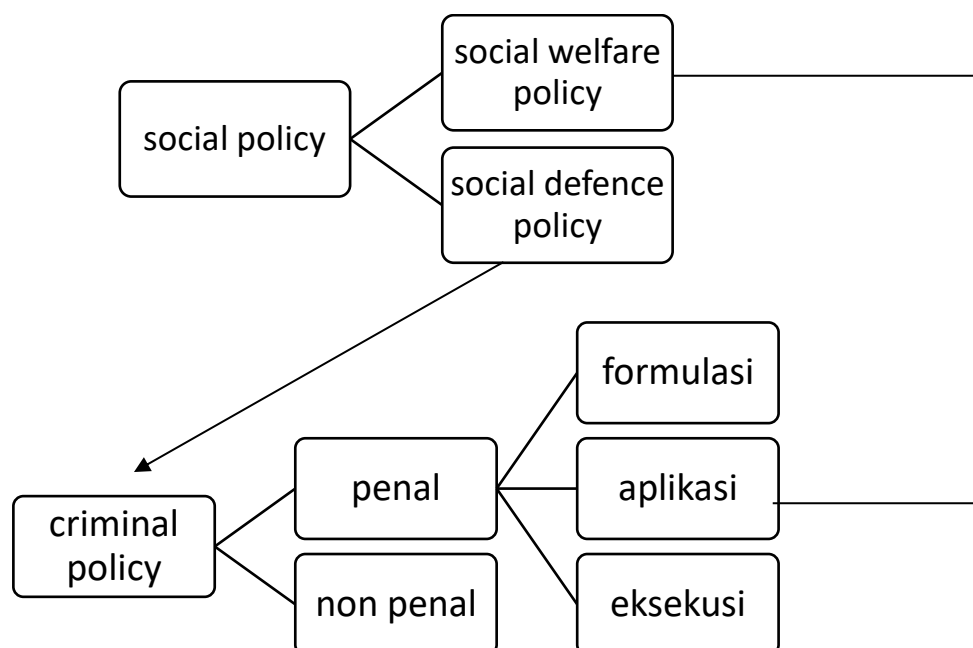 social welfare
policy
social policy
social defence
policy
formulasi
penal
aplikasi
criminal
policy
non penal
eksekusi